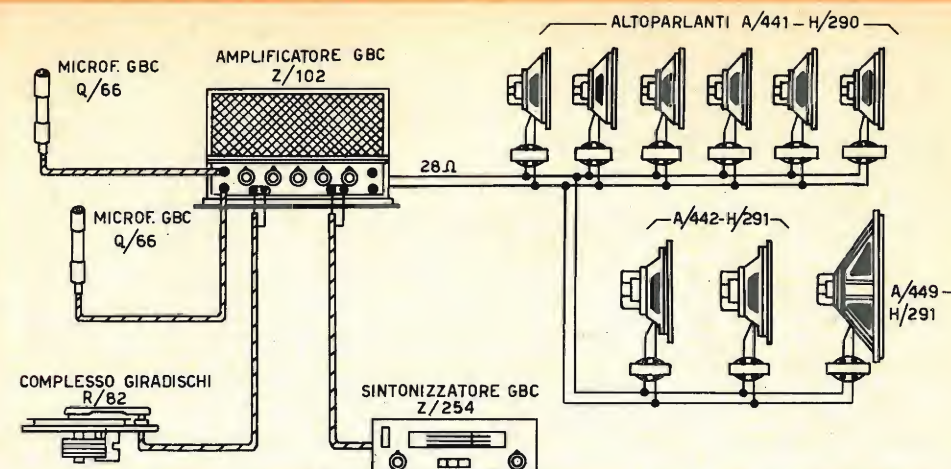 ALTOPARLANTI A/441-H/290
MICROF. GBC
Q/66
AMPLIFICATORE GBC
Z/102
28Ω
MICROF. GBC
Q/66
A/442-H/291
A/449-
H/291
COMPLESSO GIRADISCHI
R/82
SINTONIZZATORE GBC
Z/254